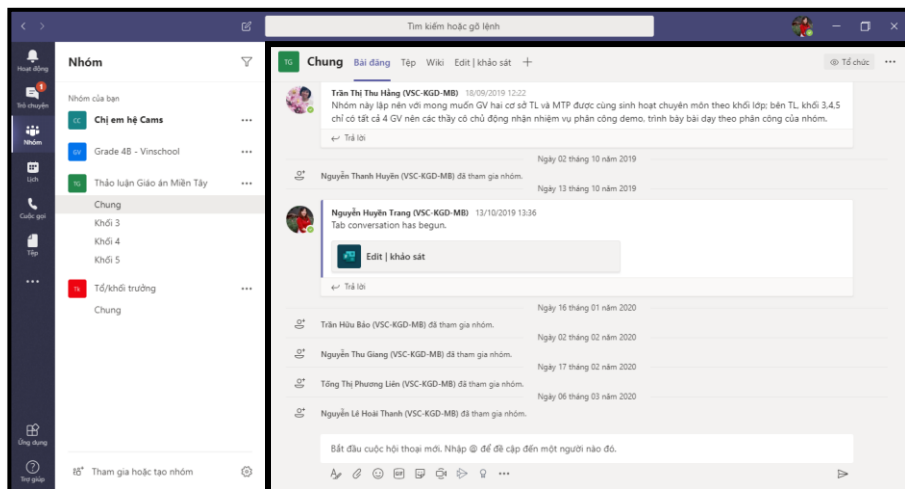 Tìm kiếm hoặc gõ lệnh
Hoạt động
1
Trò chuyện
Nhóm
Lịch
Cuộc gọi
Tệp
Ứng dụng
Trợ giúp
Nhóm
Nhóm của bạn
CC Chị em hệ Cams
GV Grade 4B - Vinschool
TG Thảo luận Giáo án Miền Tây
Chung
Khối 3
Khối 4
Khối 5
Tk Tổ/khối trưởng
Chung
Tham gia hoặc tạo nhóm
TG Chung Bài đăng Tệp Wiki Edit | khảo sát
Tổ chức
Trần Thị Thu Hằng (VSC-KGD-MB) 18/09/2019 12:22
Nhóm này lập nên với mong muốn GV hai cơ sở TL và MTP được cùng sinh hoạt chuyên môn theo khối lớp; bên TL, khối 3,4,5
chỉ có tất cả 4 GV nên các thầy cô chủ động nhận nhiệm vụ phân công demo, trình bày bài dạy theo phân công của nhóm.
Trả lời
Ngày 02 tháng 10 năm 2019
Nguyễn Thanh Huyền (VSC-KGD-MB) đã tham gia nhóm.
Ngày 13 tháng 10 năm 2019
Nguyễn Huyền Trang (VSC-KGD-MB) 13/10/2019 13:36
Tab conversation has begun.
Edit | khảo sát
Trả lời
Ngày 16 tháng 01 năm 2020
Trần Hữu Bảo (VSC-KGD-MB) đã tham gia nhóm.
Ngày 02 tháng 02 năm 2020
Nguyễn Thu Giang (VSC-KGD-MB) đã tham gia nhóm.
Ngày 17 tháng 02 năm 2020
Tống Thị Phương Liên (VSC-KGD-MB) đã tham gia nhóm.
Ngày 06 tháng 03 năm 2020
Nguyễn Lê Hoài Thanh (VSC-KGD-MB) đã tham gia nhóm.
Bắt đầu cuộc hội thoại mới. Nhập @ để đề cập đến một người nào đó.
GIF